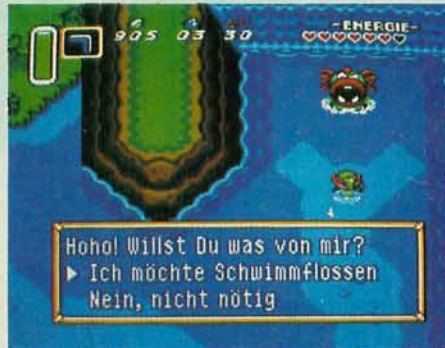 -ENERGIE-
905 03 30
Hoho! Willst Du was von mir?
▶ Ich möchte Schwimmflossen
Nein, nicht nötig